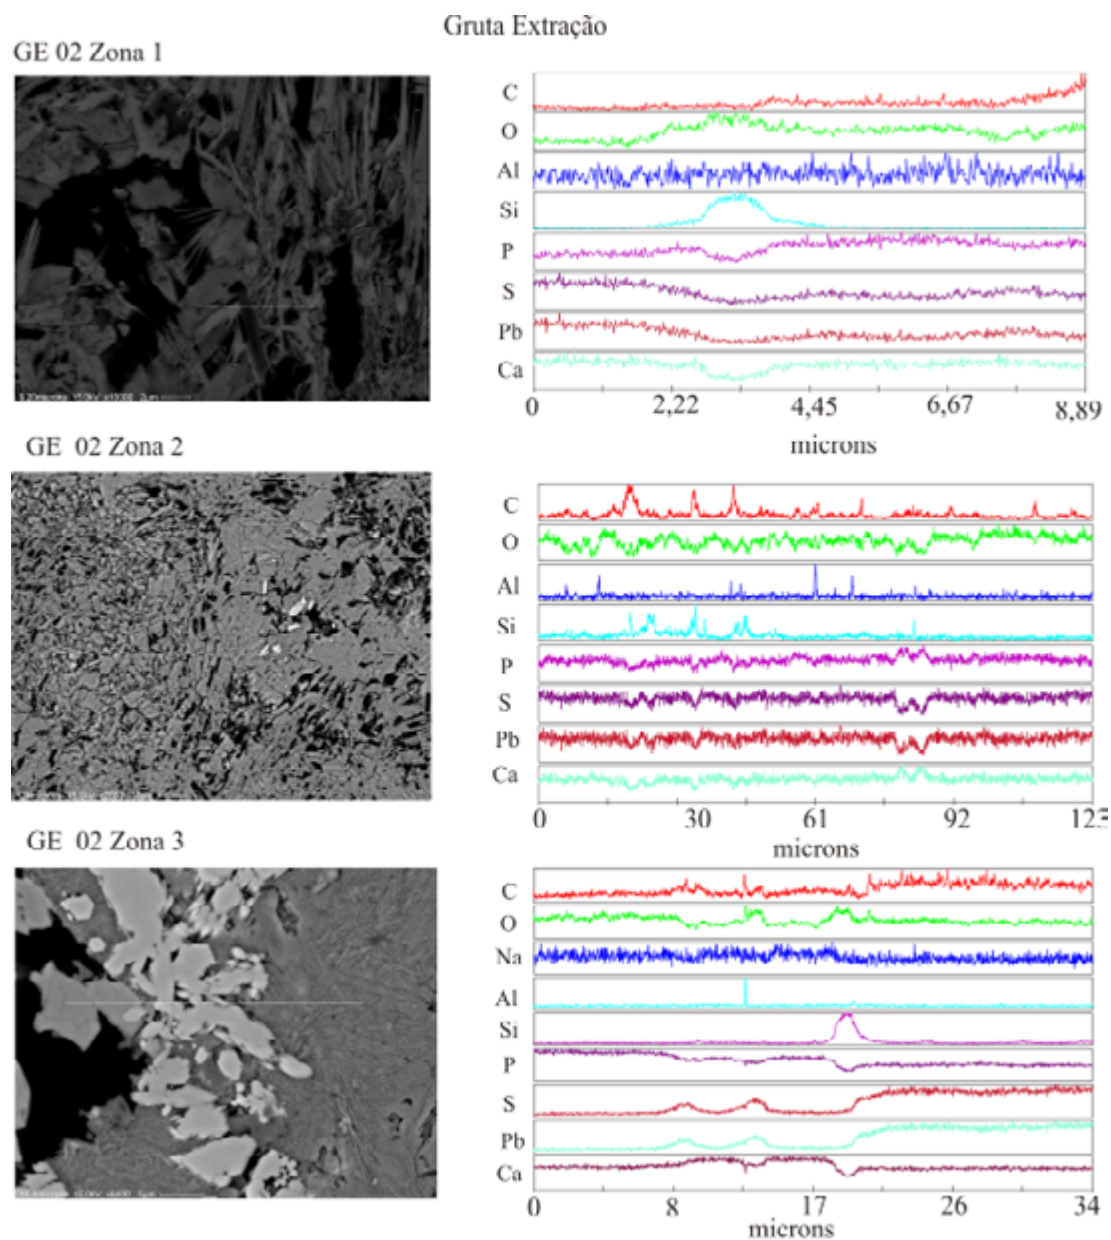 Gruta Extração
GE 02 Zona 1
C
O
Al
Si
P
S
Pb
Ca
0 2,22 4,45 6,67 8,89
microns
GE 02 Zona 2
C
O
Al
Si
P
S
Pb
Ca
0 30 61 92 123
microns
GE 02 Zona 3
C
O
Na
Al
Si
P
S
Pb
Ca
0 8 17 26 34
microns